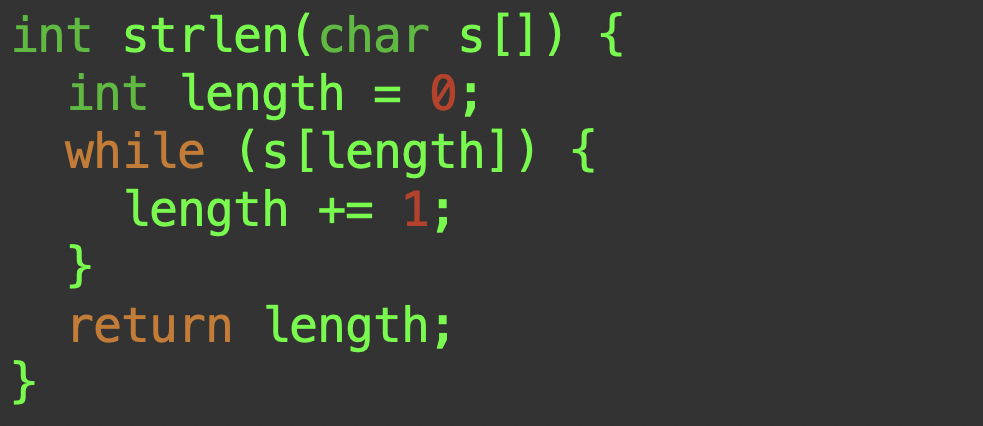 int strlen(char s[]) {
  int length = 0;
  while (s[length]) {
    length += 1;
  }
  return length;
}